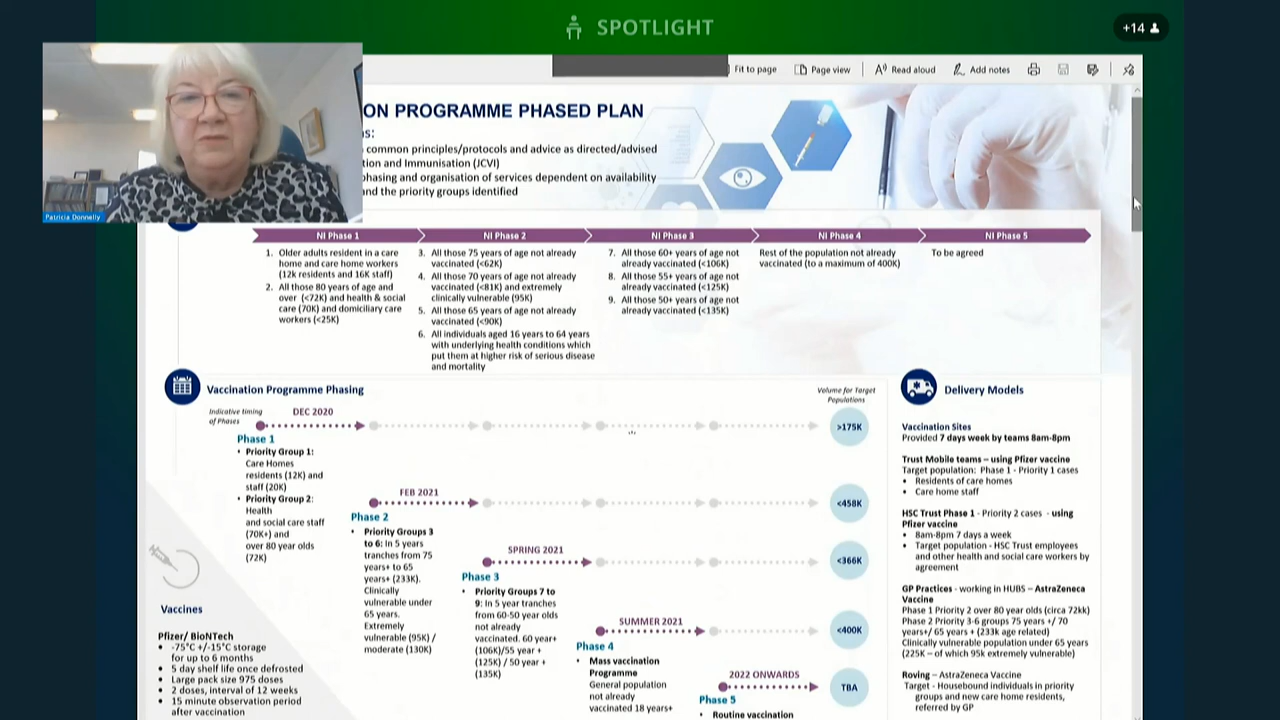 SPOTLIGHT
+14
Fit to page
Page view
Read aloud
Add notes
ON PROGRAMME PHASED PLAN
s:
common principles/protocols and advice as directed/advised
tion and Immunisation (JCVI)
phasing and organisation of services dependent on availability
and the priority groups identified
Patricia Donnelly
NI Phase 1
NI Phase 2
NI Phase 3
NI Phase 4
NI Phase 5
1. Older adults resident in a care
home and care home workers
(12k residents and 16K staff)
2. All those 80 years of age and
over (<72K) and health & social
care (70K) and domiciliary care
workers (<25K)
3. All those 75 years of age not already
vaccinated (<62K)
4. All those 70 years of age not already
vaccinated (<81K) and extremely
clinically vulnerable (95K)
5. All those 65 years of age not already
vaccinated (<90K)
6. All individuals aged 16 years to 64 years
with underlying health conditions which
put them at higher risk of serious disease
and mortality
7. All those 60+ years of age not
already vaccinated (<106K)
8. All those 55+ years of age not
already vaccinated (<125K)
9. All those 50+ years of age not
already vaccinated (<135K)
Rest of the population not already
vaccinated (to a maximum of 400K)
To be agreed
Vaccination Programme Phasing
Volume for Target
Populations
Indicative timing
of Phases
DEC 2020
>175K
Phase 1
• Priority Group 1:
Care Homes
residents (12K) and
staff (20K)
• Priority Group 2:
Health
and social care staff
(70K+) and
over 80 year olds
(72K)
FEB 2021
<458K
Phase 2
• Priority Groups 3
to 6: In 5 years
tranches from 75
years+ to 65
years+ (233K).
Clinically
vulnerable under
65 years.
Extremely
vulnerable (95K) /
moderate (130K)
SPRING 2021
<366K
Phase 3
• Priority Groups 7 to
9: In 5 year tranches
from 60-50 year olds
not already
vaccinated. 60 year+
(106K)/55 year +
(125K) / 50 year +
(135K)
SUMMER 2021
<400K
Phase 4
• Mass vaccination
Programme
General population
not already
vaccinated 18 years+
2022 ONWARDS
TBA
Phase 5
• Routine vaccination
Vaccines
Pfizer/ BioNTech
• -75°C +/-15°C storage
for up to 6 months
• 5 day shelf life once defrosted
• Large pack size 975 doses
• 2 doses, interval of 12 weeks
• 15 minute observation period
after vaccination
Delivery Models
Vaccination Sites
Provided 7 days week by teams 8am-8pm
Trust Mobile teams – using Pfizer vaccine
Target population: Phase 1 - Priority 1 cases
• Residents of care homes
• Care home staff
HSC Trust Phase 1 - Priority 2 cases - using
Pfizer vaccine
• 8am-8pm 7 days a week
• Target population - HSC Trust employees
and other health and social care workers by
agreement
GP Practices - working in HUBS – AstraZeneca
Vaccine
Phase 1 Priority 2 over 80 year olds (circa 72kk)
Phase 2 Priority 3-6 groups 75 years +/ 70
years+/ 65 years + (233k age related)
Clinically vulnerable population under 65 years
(225K – of which 95k extremely vulnerable)
Roving – AstraZeneca Vaccine
Target - Housebound individuals in priority
groups and new care home residents,
referred by GP